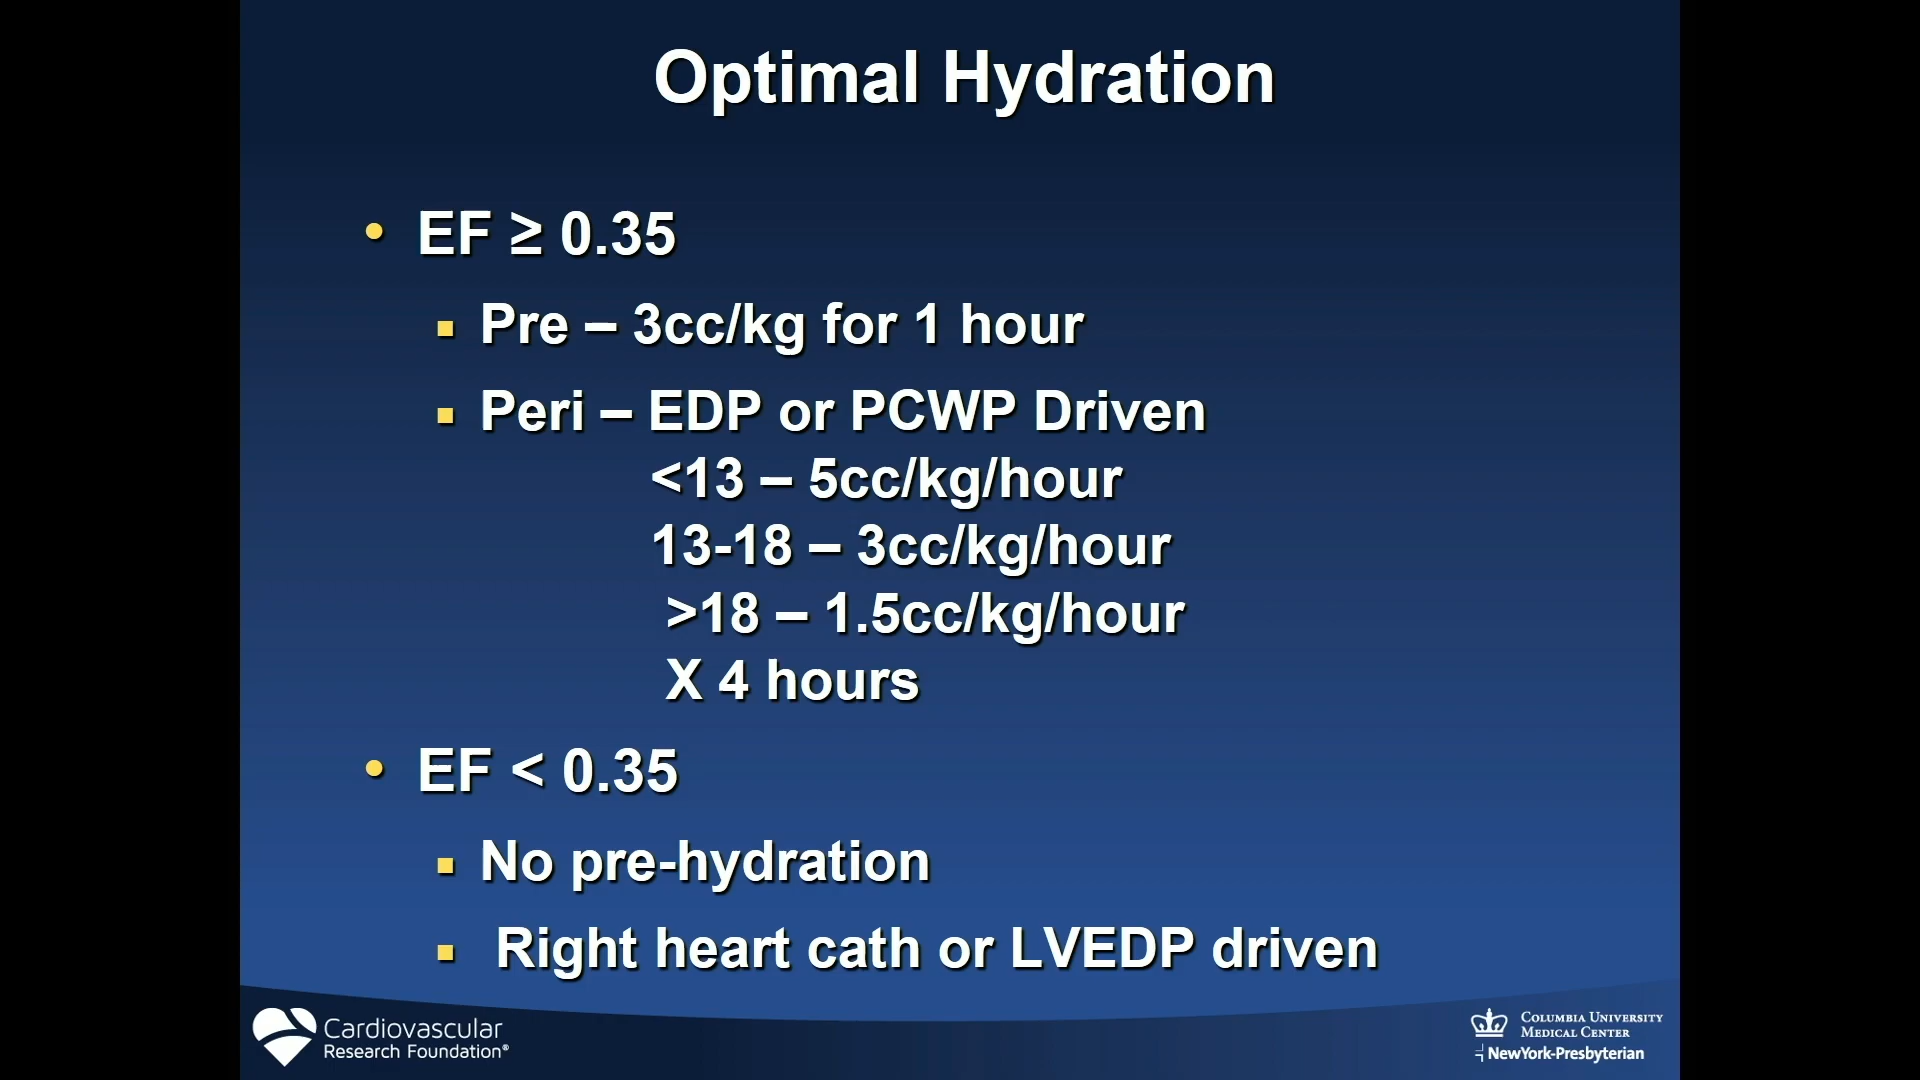 Optimal Hydration
• EF ≥ 0.35
▪ Pre – 3cc/kg for 1 hour
▪ Peri – EDP or PCWP Driven
<13 – 5cc/kg/hour
13-18 – 3cc/kg/hour
>18 – 1.5cc/kg/hour
X 4 hours
• EF < 0.35
▪ No pre-hydration
▪ Right heart cath or LVEDP driven
Cardiovascular
Research Foundation®
COLUMBIA UNIVERSITY
MEDICAL CENTER
NewYork-Presbyterian